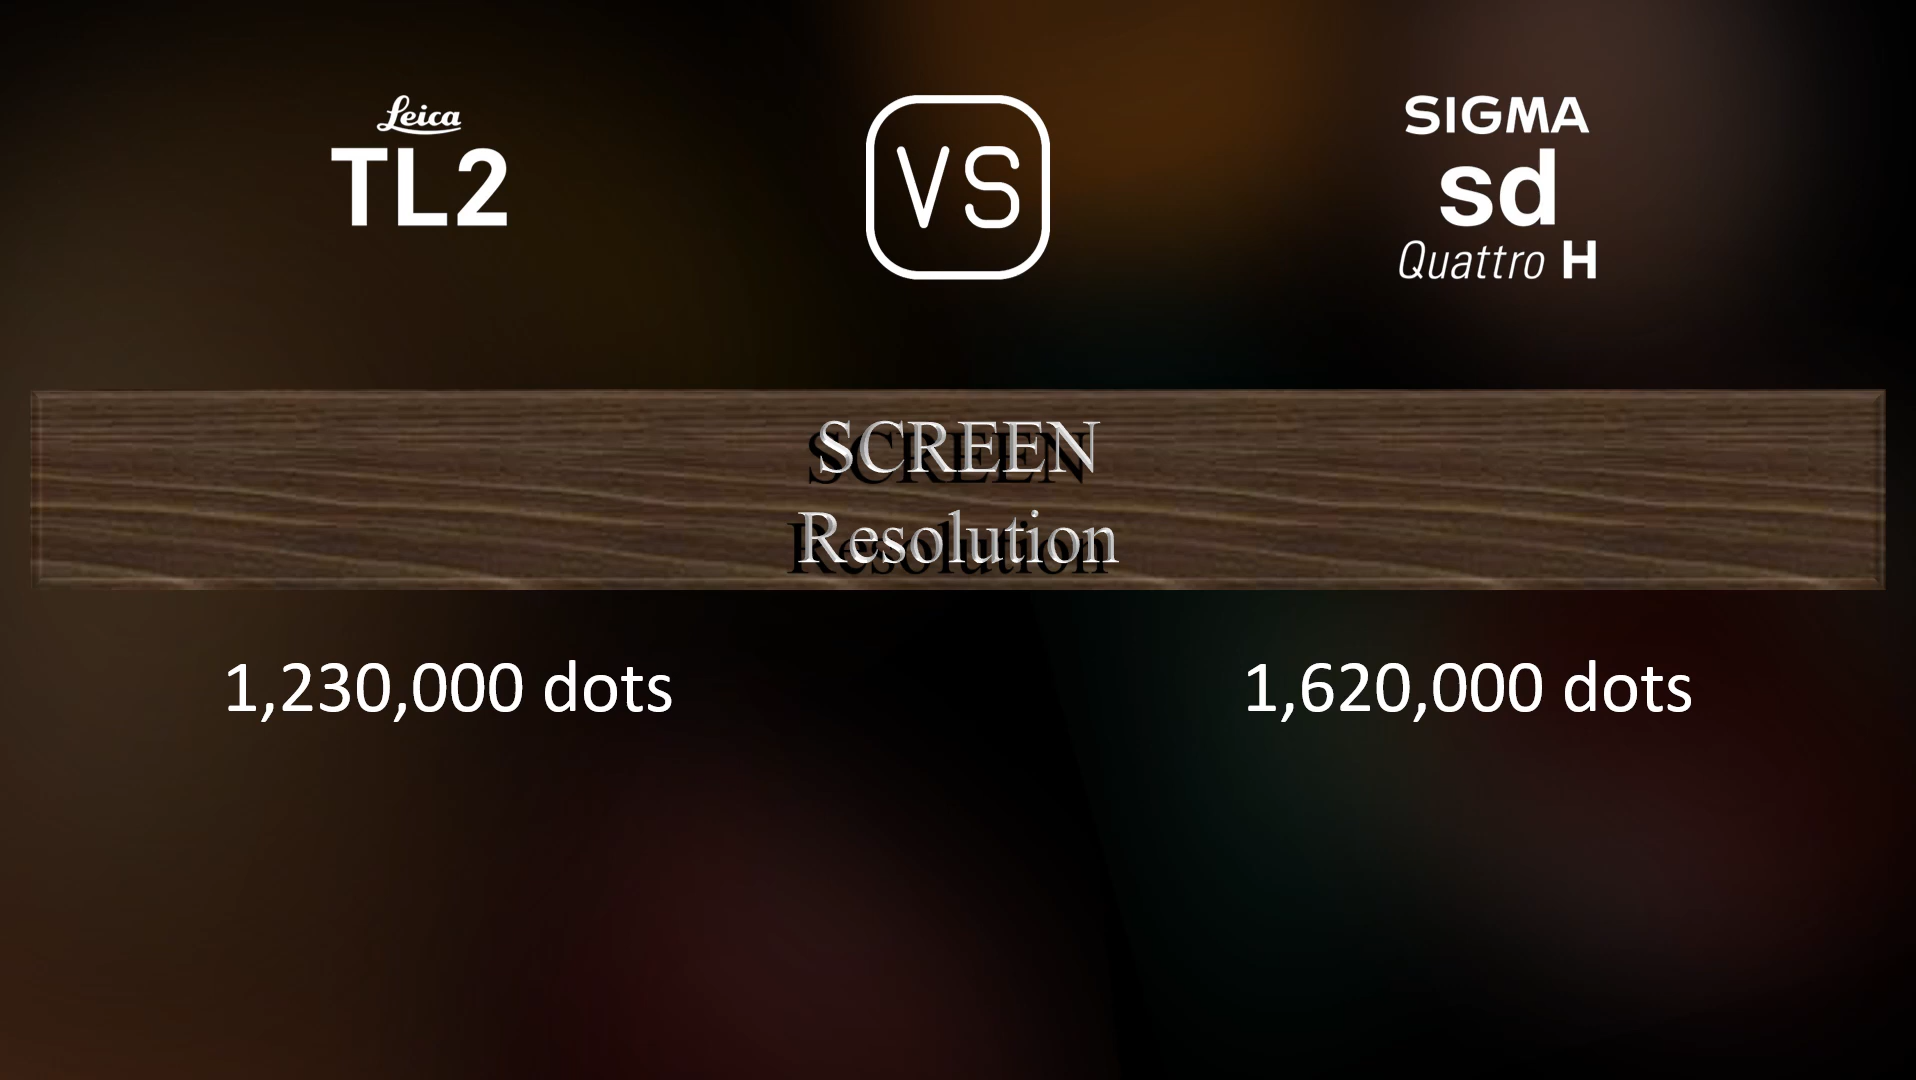 Leica
TL2
VS
SIGMA
sd
Quattro H
SCREEN
Resolution
1,230,000 dots
1,620,000 dots